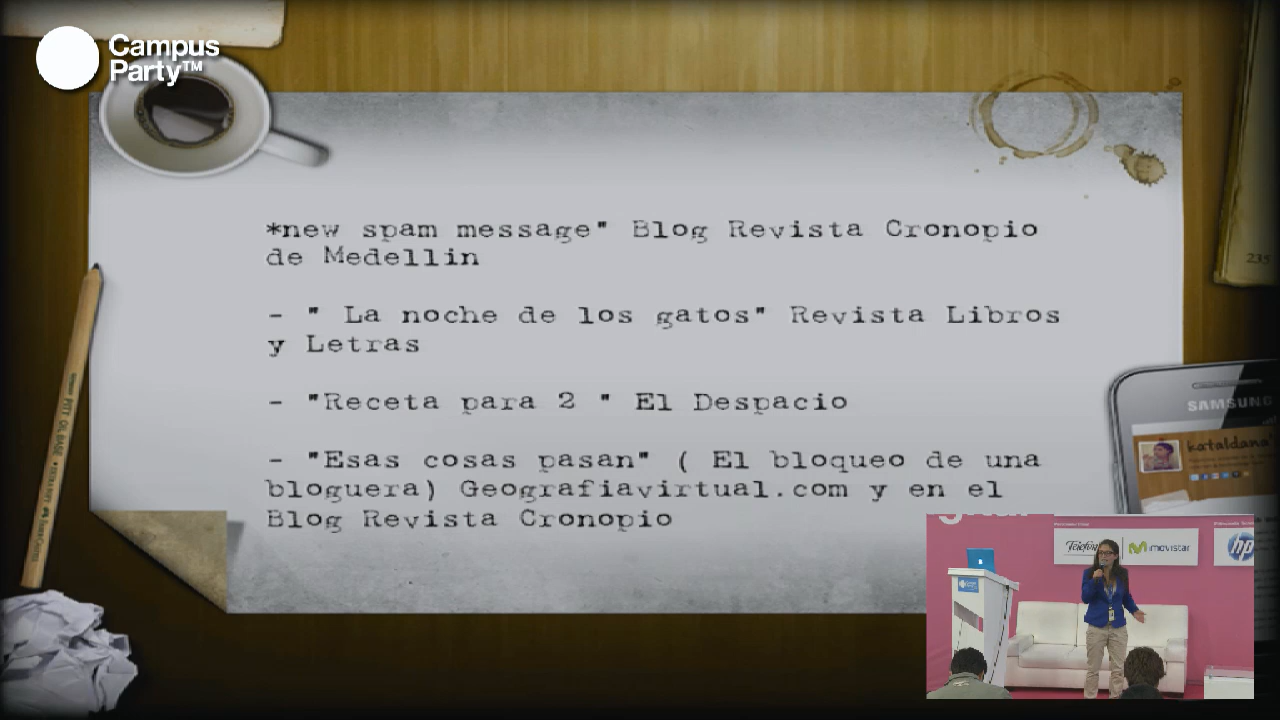 Campus
Party™
*new spam message" Blog Revista Cronopio
de Medellin
- " La noche de los gatos" Revista Libros
y Letras
- "Receta para 2 " El Despacio
- "Esas cosas pasan" ( El bloqueo de una
bloguera) Geografiavirtual.com y en el
Blog Revista Cronopio
235
SAMSUNG
kataldana
movistar
hp